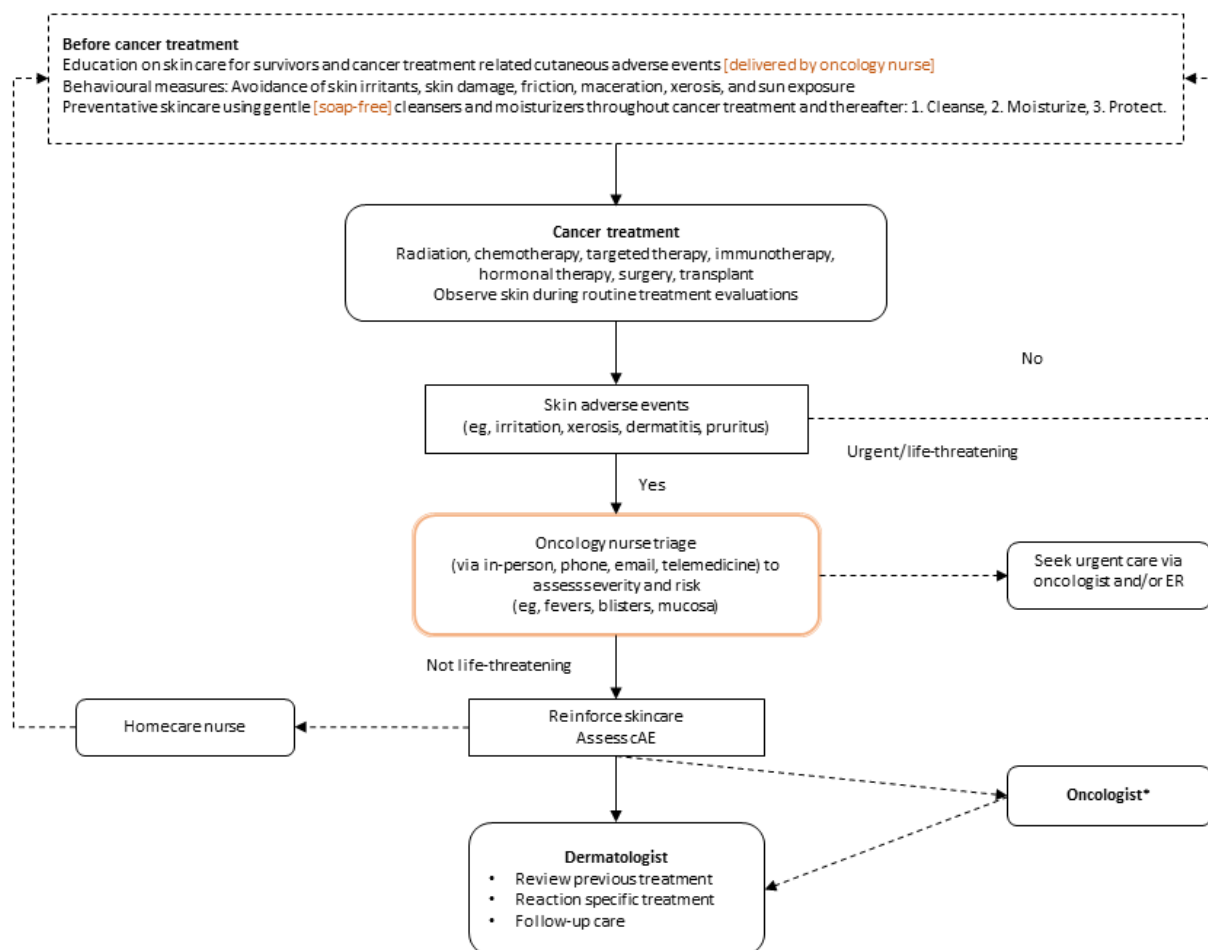 Before cancer treatment
Education on skin care for survivors and cancer treatment related cutaneous adverse events [delivered by oncology nurse]
Behavioural measures: Avoidance of skin irritants, skin damage, friction, maceration, xerosis, and sun exposure
Preventative skincare using gentle [soap-free] cleansers and moisturizers throughout cancer treatment and thereafter: 1. Cleanse, 2. Moisturize, 3. Protect.
Cancer treatment
Radiation, chemotherapy, targeted therapy, immunotherapy,
hormonal therapy, surgery, transplant
Observe skin during routine treatment evaluations
No
Skin adverse events
(eg, irritation, xerosis, dermatitis, pruritus)
Urgent/life-threatening
Yes
Oncology nurse triage
(via in-person, phone, email, telemedicine) to
assess severity and risk
(eg, fevers, blisters, mucosa)
Seek urgent care via
oncologist and/or ER
Not life-threatening
Homecare nurse
Reinforce skincare
Assess cAE
Oncologist*
Dermatologist
• Review previous treatment
• Reaction specific treatment
• Follow-up care